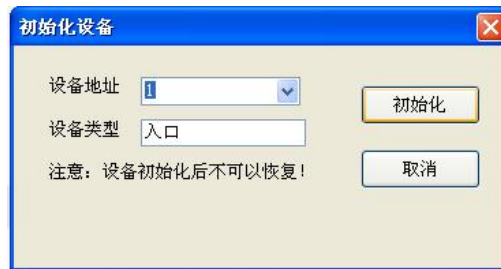 初始化设备
设备地址 1
初始化
设备类型 入口
注意：设备初始化后不可以恢复！
取消